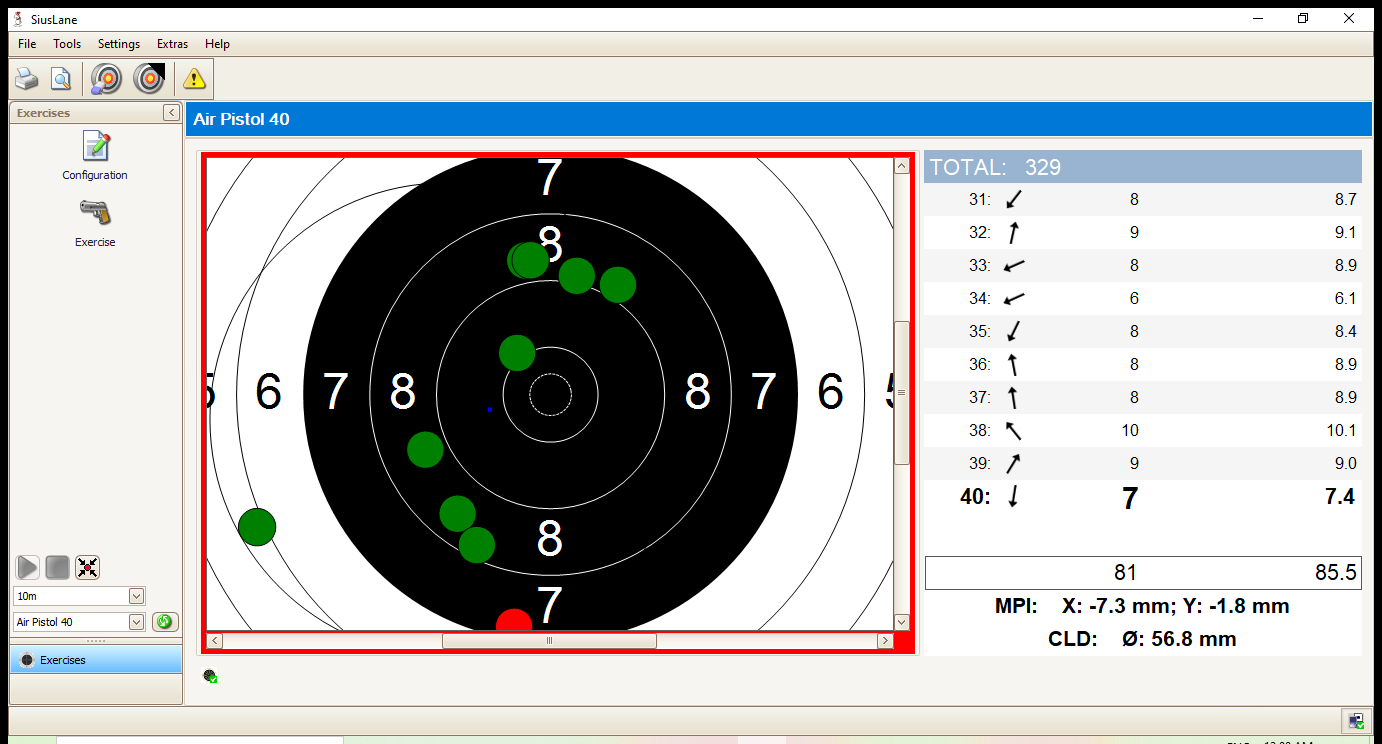 SiusLane
File Tools Settings Extras Help
Exercises
Configuration
Exercise
10m
Air Pistol 40
Exercises
Air Pistol 40
7
8
6 7 8 8 7 6
8
7
TOTAL: 329
31: 8 8.7
32: 9 9.1
33: 8 8.9
34: 6 6.1
35: 8 8.4
36: 8 8.9
37: 8 8.9
38: 10 10.1
39: 9 9.0
40: 7 7.4
81 85.5
MPI: X: -7.3 mm; Y: -1.8 mm
CLD: Ø: 56.8 mm